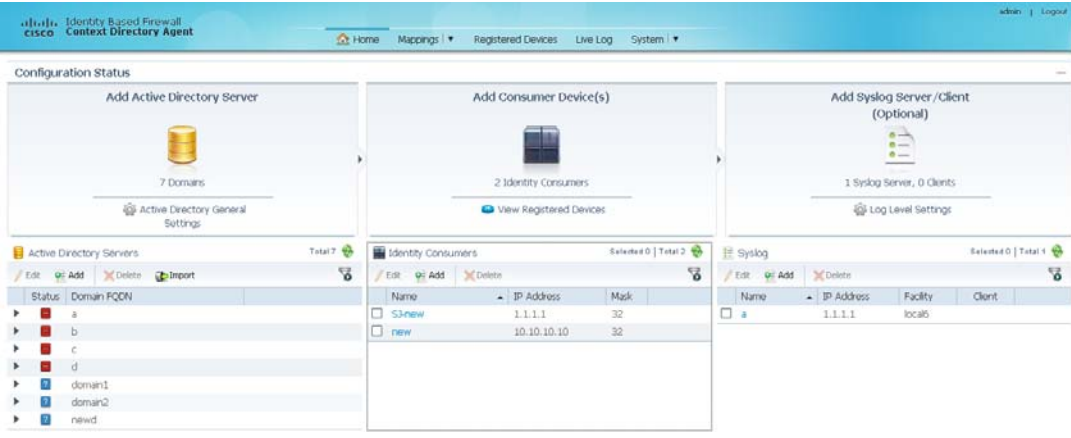 admin | Logout
cisco Identity Based Firewall
Context Directory Agent
Home Mappings Registered Devices Live Log System
Configuration Status
Add Active Directory Server
7 Domains
Active Directory General
Settings
Add Consumer Device(s)
2 Identity Consumers
View Registered Devices
Add Syslog Server/Client
(Optional)
1 Syslog Server, 0 Clients
Log Level Settings
Active Directory Servers Total 7
Edit Add Delete Import
Status Domain FQDN
a
b
c
d
domain1
domain2
newd
Identity Consumers Selected 0 | Total 2
Edit Add Delete
Name IP Address Mask
S3-new 1.1.1.1 32
new 10.10.10.10 32
Syslog Selected 0 | Total 1
Edit Add Delete
Name IP Address Facility Client
a 1.1.1.1 local6